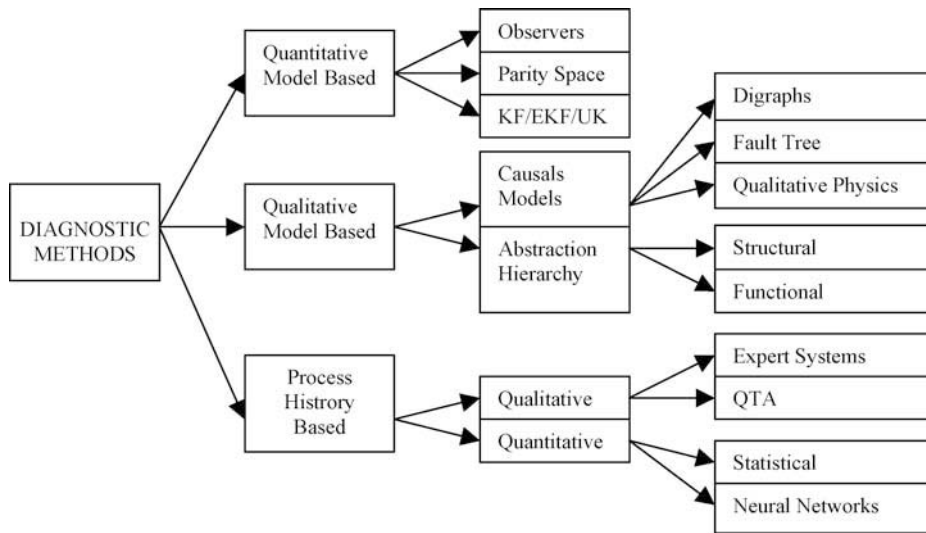 DIAGNOSTIC
METHODS
Quantitative
Model Based
Observers
Parity Space
KF/EKF/UK
Qualitative
Model Based
Causals
Models
Abstraction
Hierarchy
Digraphs
Fault Tree
Qualitative Physics
Structural
Functional
Process
Histrory
Based
Qualitative
Quantitative
Expert Systems
QTA
Statistical
Neural Networks